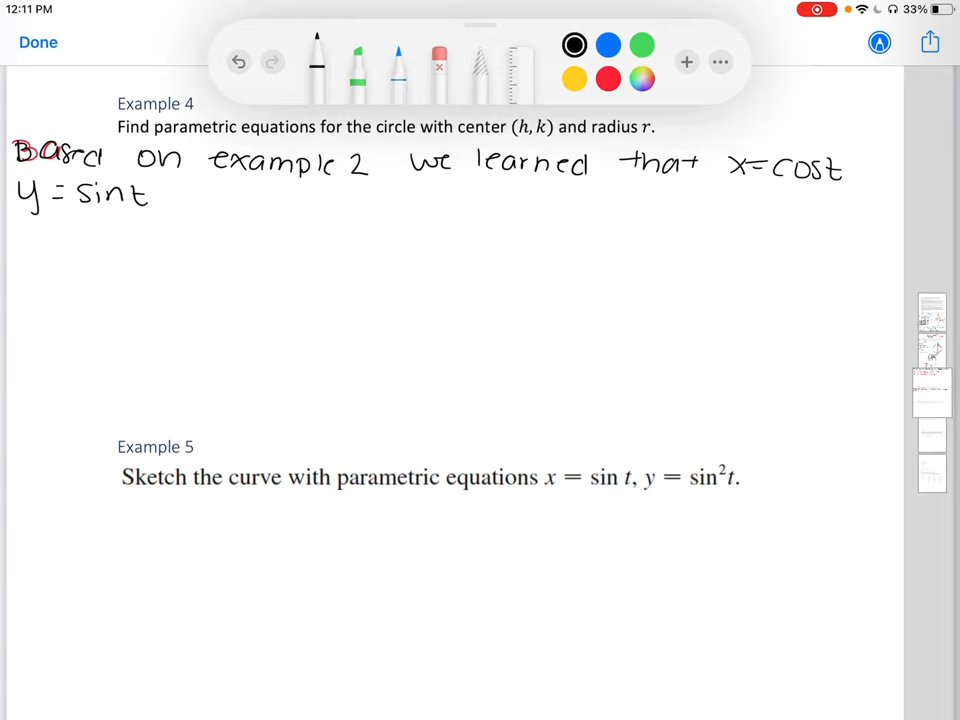 12:11 PM
33%
Done
Example 4
Find parametric equations for the circle with center (h, k) and radius r.
Based on example 2 we learned that x=cost
y = sint
Example 5
Sketch the curve with parametric equations x = sin t, y = sin²t.